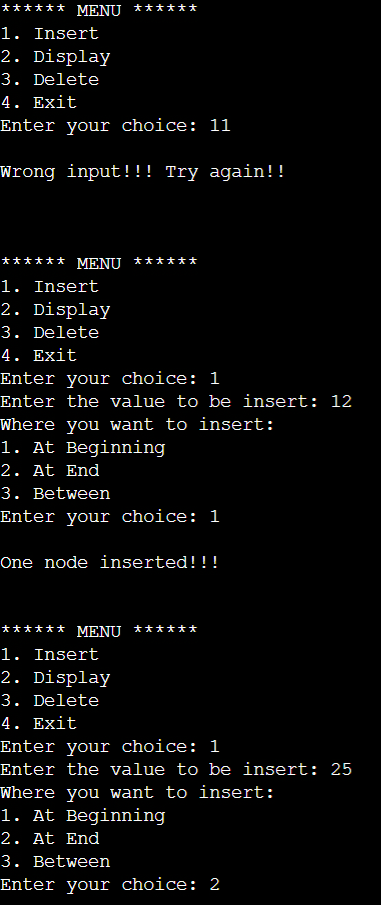 ****** MENU ******
1. Insert
2. Display
3. Delete
4. Exit
Enter your choice: 11
Wrong input!!! Try again!!
****** MENU ******
1. Insert
2. Display
3. Delete
4. Exit
Enter your choice: 1
Enter the value to be insert: 12
Where you want to insert:
1. At Beginning
2. At End
3. Between
Enter your choice: 1
One node inserted!!!
****** MENU ******
1. Insert
2. Display
3. Delete
4. Exit
Enter your choice: 1
Enter the value to be insert: 25
Where you want to insert:
1. At Beginning
2. At End
3. Between
Enter your choice: 2